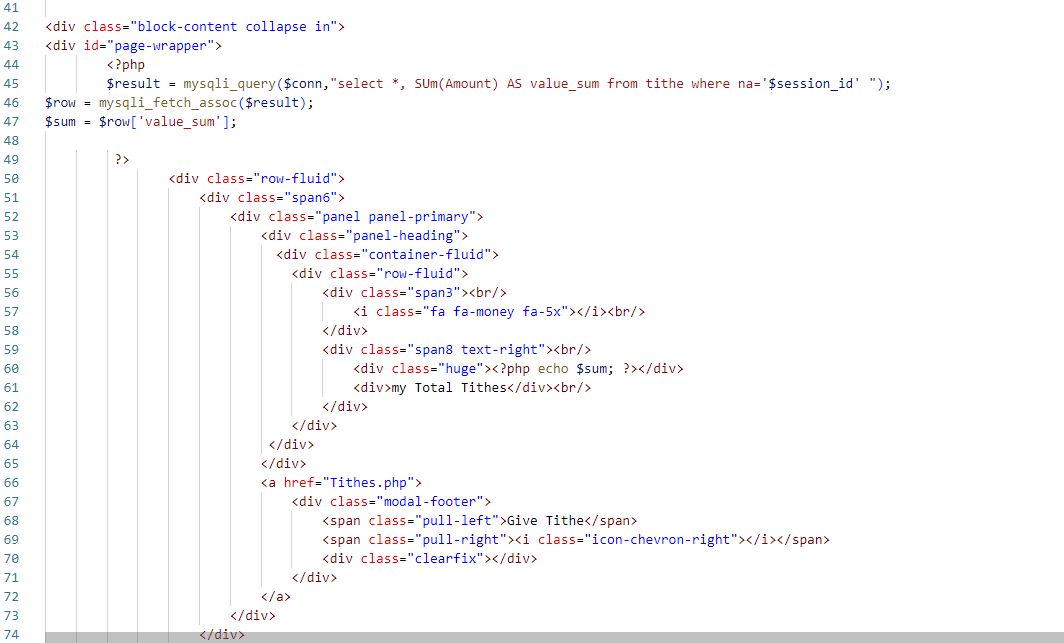 41
42 <div class="block-content collapse in">
43 <div id="page-wrapper">
44 <?php
45 $result = mysqli_query($conn,"select *, SUm(Amount) AS value_sum from tithe where na='$session_id' ");
46 $row = mysqli_fetch_assoc($result);
47 $sum = $row['value_sum'];
48
49 ?>
50 <div class="row-fluid">
51 <div class="span6">
52 <div class="panel panel-primary">
53 <div class="panel-heading">
54 <div class="container-fluid">
55 <div class="row-fluid">
56 <div class="span3"><br/>
57 <i class="fa fa-money fa-5x"></i><br/>
58 </div>
59 <div class="span8 text-right"><br/>
60 <div class="huge"><?php echo $sum; ?></div>
61 <div>my Total Tithes</div><br/>
62 </div>
63 </div>
64 </div>
65 </div>
66 <a href="Tithes.php">
67 <div class="modal-footer">
68 <span class="pull-left">Give Tithe</span>
69 <span class="pull-right"><i class="icon-chevron-right"></i></span>
70 <div class="clearfix"></div>
71 </div>
72 </a>
73 </div>
74 </div>